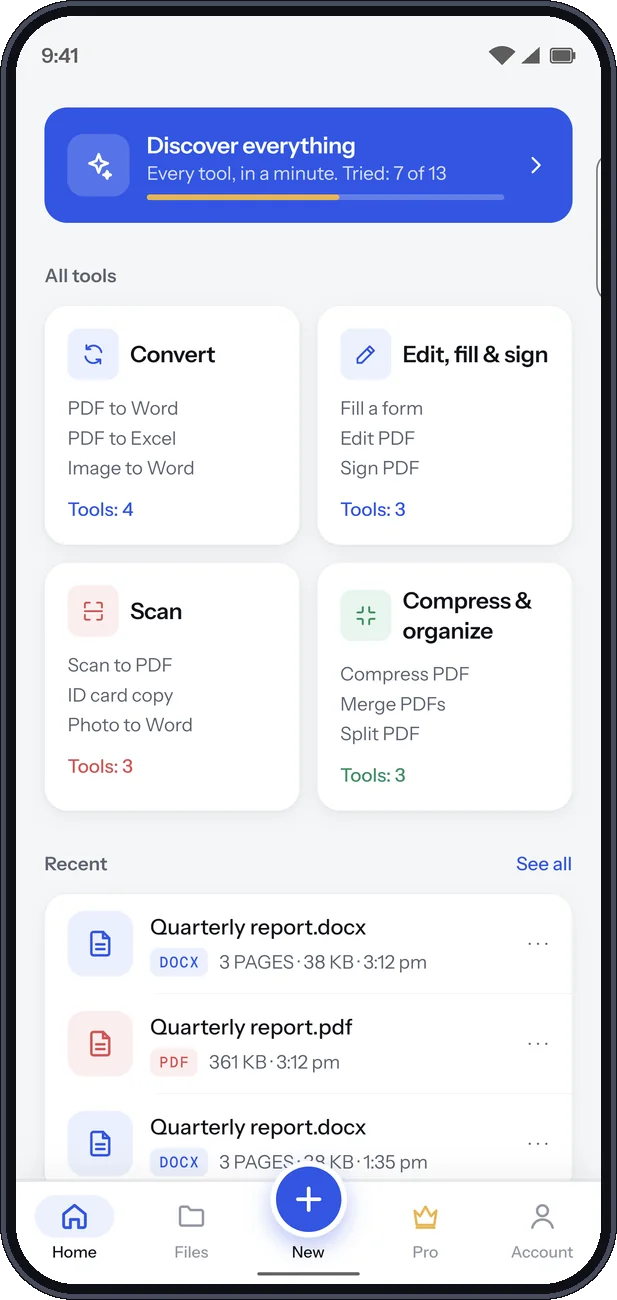 9:41
Discover everything
Every tool, in a minute. Tried: 7 of 13
All tools
Convert
PDF to Word
PDF to Excel
Image to Word
Tools: 4
Edit, fill & sign
Fill a form
Edit PDF
Sign PDF
Tools: 3
Scan
Scan to PDF
ID card copy
Photo to Word
Tools: 3
Compress &
organize
Compress PDF
Merge PDFs
Split PDF
Tools: 3
Recent
See all
Quarterly report.docx
DOCX 3 PAGES · 38 KB · 3:12 pm
Quarterly report.pdf
PDF 361 KB · 3:12 pm
Quarterly report.docx
DOCX 3 PAGES · 38 KB · 1:35 pm
Home
Files
New
Pro
Account